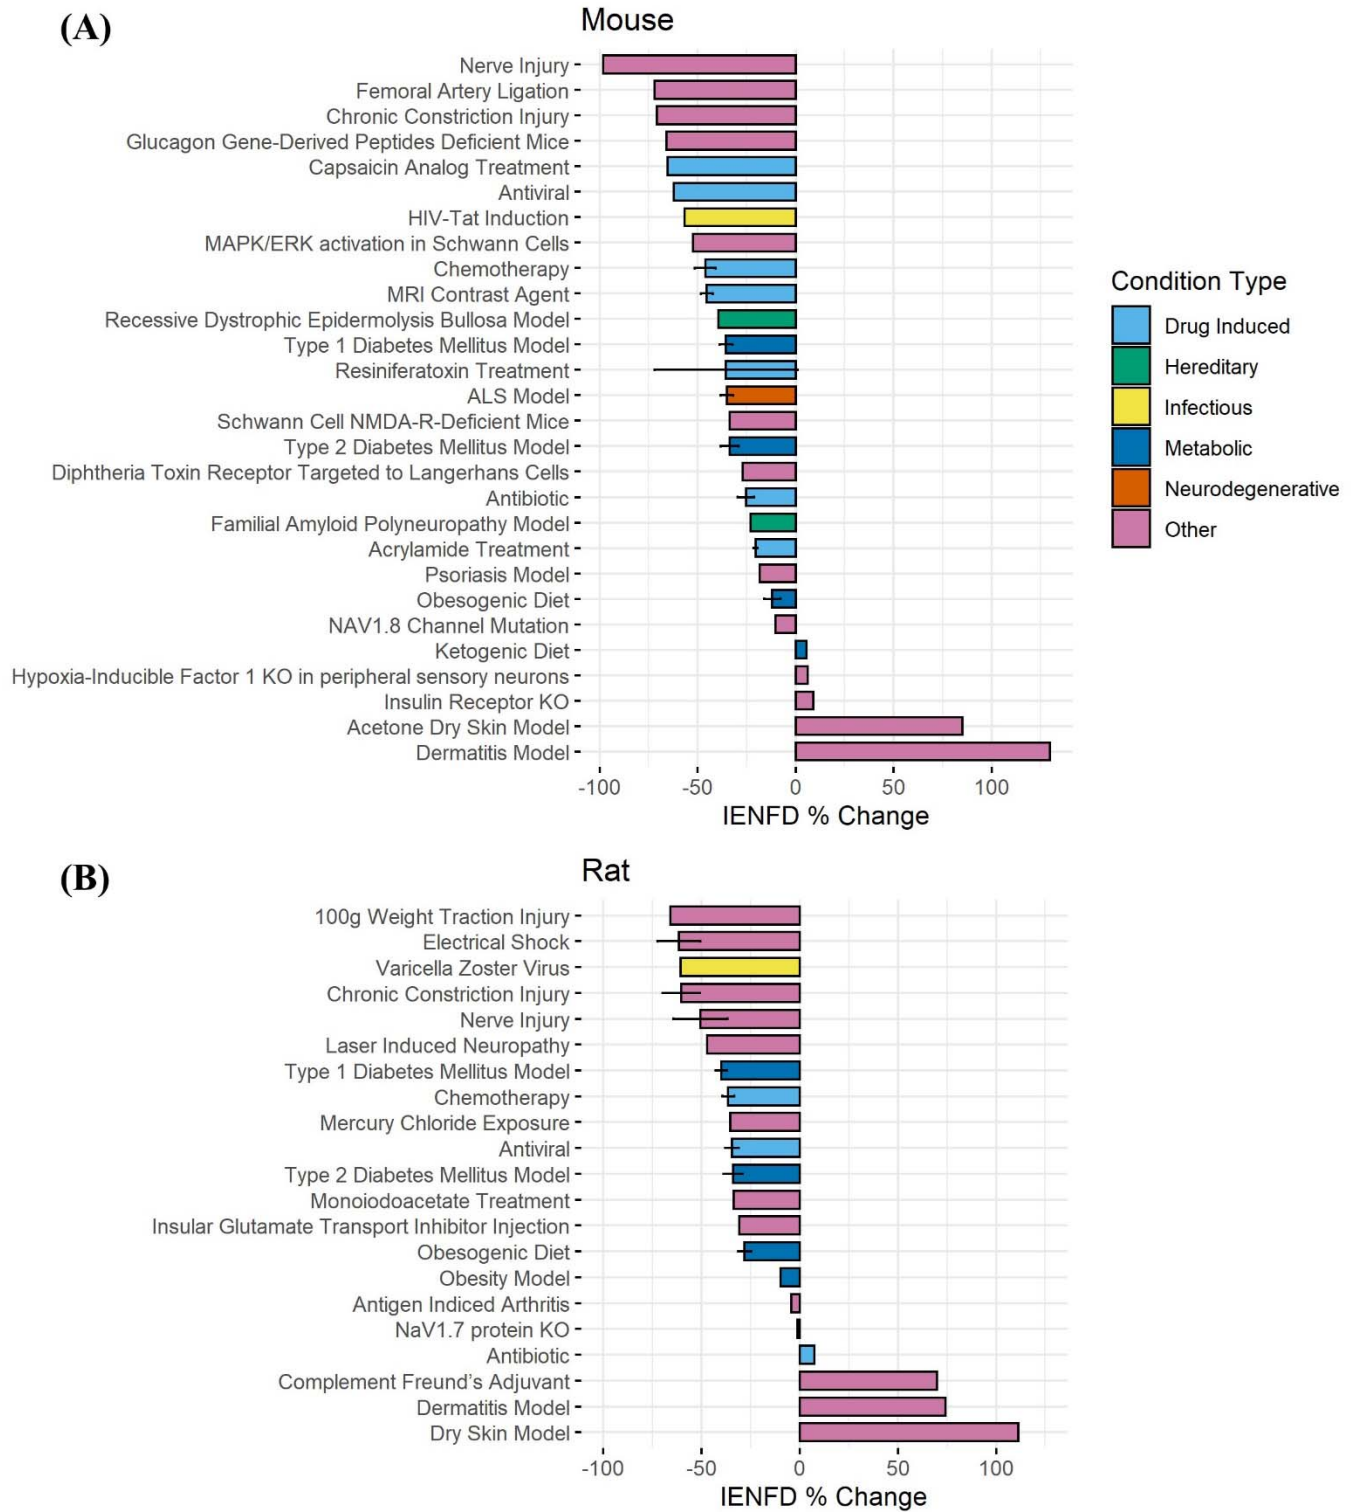 (A)
Mouse
Nerve Injury
Femoral Artery Ligation
Chronic Constriction Injury
Glucagon Gene-Derived Peptides Deficient Mice
Capsaicin Analog Treatment
Antiviral
HIV-Tat Induction
MAPK/ERK activation in Schwann Cells
Chemotherapy
MRI Contrast Agent
Recessive Dystrophic Epidermolysis Bullosa Model
Type 1 Diabetes Mellitus Model
Resiniferatoxin Treatment
ALS Model
Schwann Cell NMDA-R-Deficient Mice
Type 2 Diabetes Mellitus Model
Diphtheria Toxin Receptor Targeted to Langerhans Cells
Antibiotic
Familial Amyloid Polyneuropathy Model
Acrylamide Treatment
Psoriasis Model
Obesogenic Diet
NAV1.8 Channel Mutation
Ketogenic Diet
Hypoxia-Inducible Factor 1 KO in peripheral sensory neurons
Insulin Receptor KO
Acetone Dry Skin Model
Dermatitis Model
-100 -50 0 50 100
IENFD % Change
Condition Type
Drug Induced
Hereditary
Infectious
Metabolic
Neurodegenerative
Other
(B)
Rat
100g Weight Traction Injury
Electrical Shock
Varicella Zoster Virus
Chronic Constriction Injury
Nerve Injury
Laser Induced Neuropathy
Type 1 Diabetes Mellitus Model
Chemotherapy
Mercury Chloride Exposure
Antiviral
Type 2 Diabetes Mellitus Model
Monoiodoacetate Treatment
Insular Glutamate Transport Inhibitor Injection
Obesogenic Diet
Obesity Model
Antigen Indiced Arthritis
NaV1.7 protein KO
Antibiotic
Complement Freund's Adjuvant
Dermatitis Model
Dry Skin Model
-100 -50 0 50 100
IENFD % Change